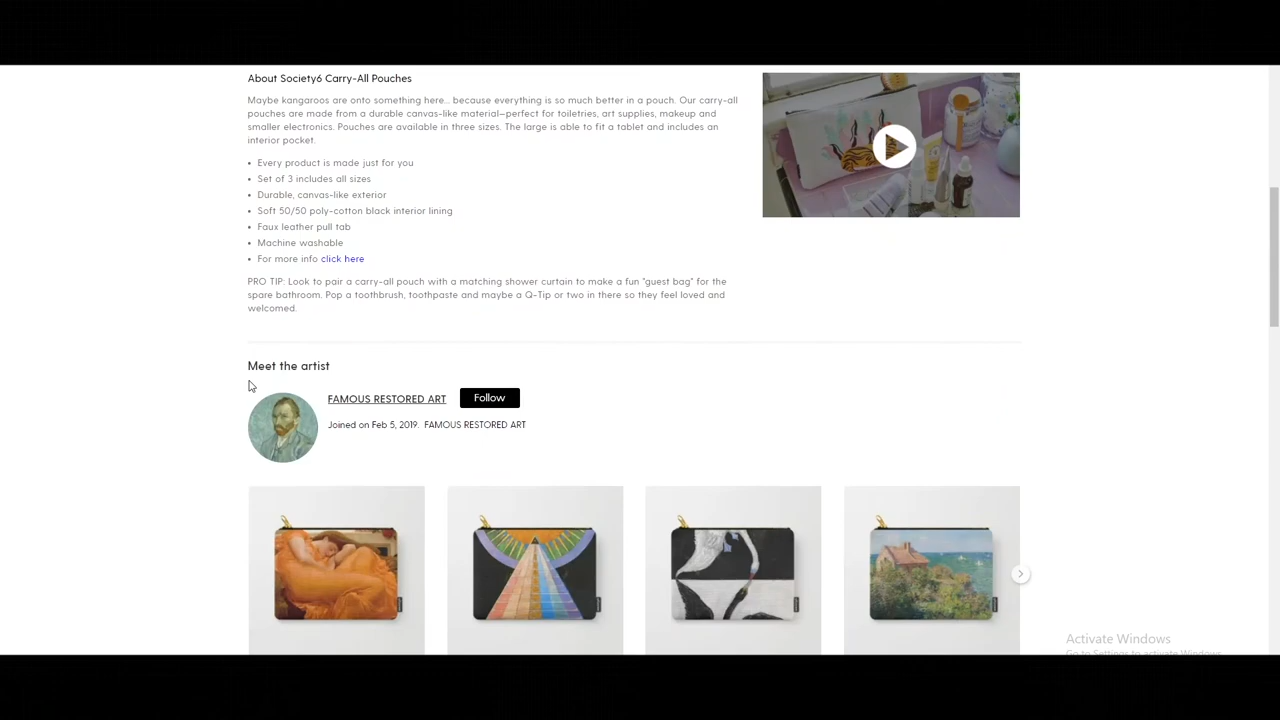 About Society6 Carry-All Pouches
Maybe kangaroos are onto something here... because everything is so much better in a pouch. Our carry-all
pouches are made from a durable canvas-like material—perfect for toiletries, art supplies, makeup and
smaller electronics. Pouches are available in three sizes. The large is able to fit a tablet and includes an
interior pocket.
• Every product is made just for you
• Set of 3 includes all sizes
• Durable, canvas-like exterior
• Soft 50/50 poly-cotton black interior lining
• Faux leather pull tab
• Machine washable
• For more info click here
PRO TIP: Look to pair a carry-all pouch with a matching shower curtain to make a fun "guest bag" for the
spare bathroom. Pop a toothbrush, toothpaste and maybe a Q-Tip or two in there so they feel loved and
welcomed.
Meet the artist
FAMOUS RESTORED ART Follow
Joined on Feb 5, 2019. FAMOUS RESTORED ART
Activate Windows
Go to Settings to activate Windows.